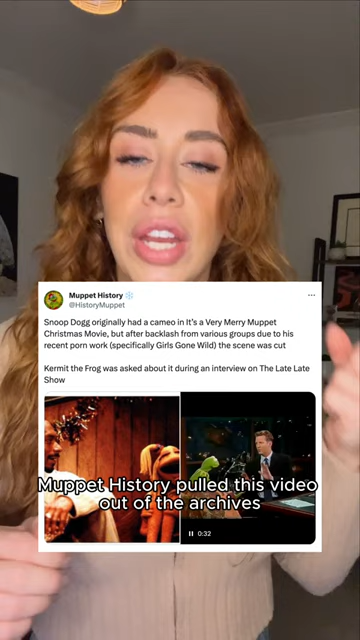 Muppet History
@HistoryMuppet
Snoop Dogg originally had a cameo in It's a Very Merry Muppet
Christmas Movie, but after backlash from various groups due to his
recent porn work (specifically Girls Gone Wild) the scene was cut
Kermit the Frog was asked about it during an interview on The Late Late
Show
Muppet History pulled this video
out of the archives
0:32